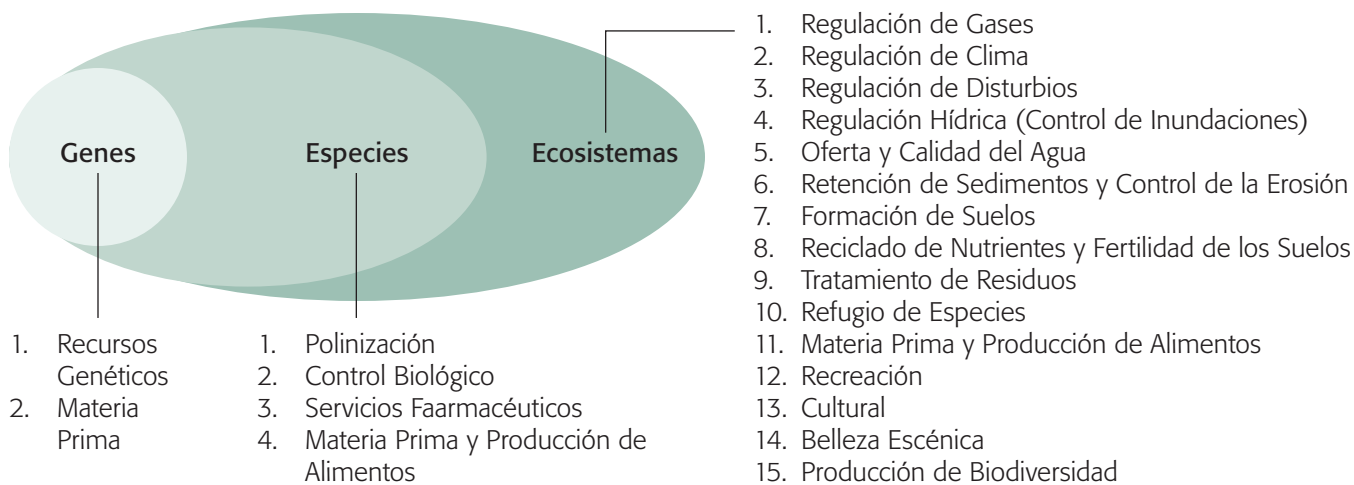 Genes
Especies
Ecosistemas
1. Recursos
Genéticos
2. Materia
Prima
1. Polinización
2. Control Biológico
3. Servicios Faarmacéuticos
4. Materia Prima y Producción de
Alimentos
1. Regulación de Gases
2. Regulación de Clima
3. Regulación de Disturbios
4. Regulación Hídrica (Control de Inundaciones)
5. Oferta y Calidad del Agua
6. Retención de Sedimentos y Control de la Erosión
7. Formación de Suelos
8. Reciclado de Nutrientes y Fertilidad de los Suelos
9. Tratamiento de Residuos
10. Refugio de Especies
11. Materia Prima y Producción de Alimentos
12. Recreación
13. Cultural
14. Belleza Escénica
15. Producción de Biodiversidad